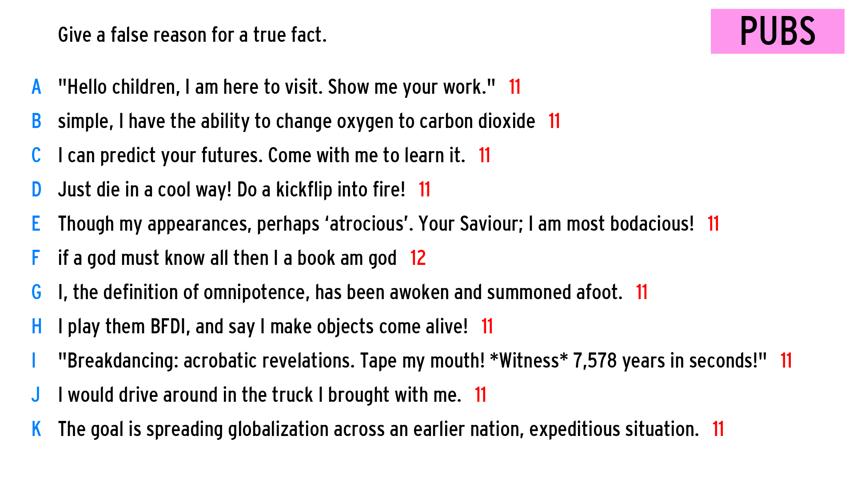 Give a false reason for a true fact.
PUBS
A "Hello children, I am here to visit. Show me your work." 11
B simple, I have the ability to change oxygen to carbon dioxide 11
C I can predict your futures. Come with me to learn it. 11
D Just die in a cool way! Do a kickflip into fire! 11
E Though my appearances, perhaps ‘atrocious’. Your Saviour; I am most bodacious! 11
F if a god must know all then I a book am god 12
G I, the definition of omnipotence, has been awoken and summoned afoot. 11
H I play them BFDI, and say I make objects come alive! 11
I "Breakdancing: acrobatic revelations. Tape my mouth! *Witness* 7,578 years in seconds!" 11
J I would drive around in the truck I brought with me. 11
K The goal is spreading globalization across an earlier nation, expeditious situation. 11